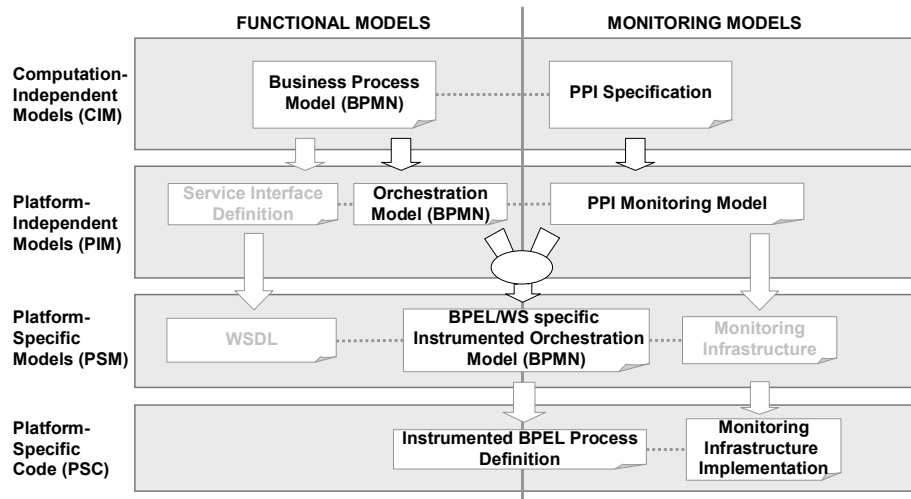 FUNCTIONAL MODELS
MONITORING MODELS
Computation-
Independent
Models (CIM)
Business Process
Model (BPMN)
PPI Specification
Platform-
Independent
Models (PIM)
Service Interface
Definition
Orchestration
Model (BPMN)
PPI Monitoring Model
Platform-
Specific
Models (PSM)
WSDL
BPEL/WS specific
Instrumented Orchestration
Model (BPMN)
Monitoring
Infrastructure
Platform-
Specific
Code (PSC)
Instrumented BPEL Process
Definition
Monitoring
Infrastructure
Implementation